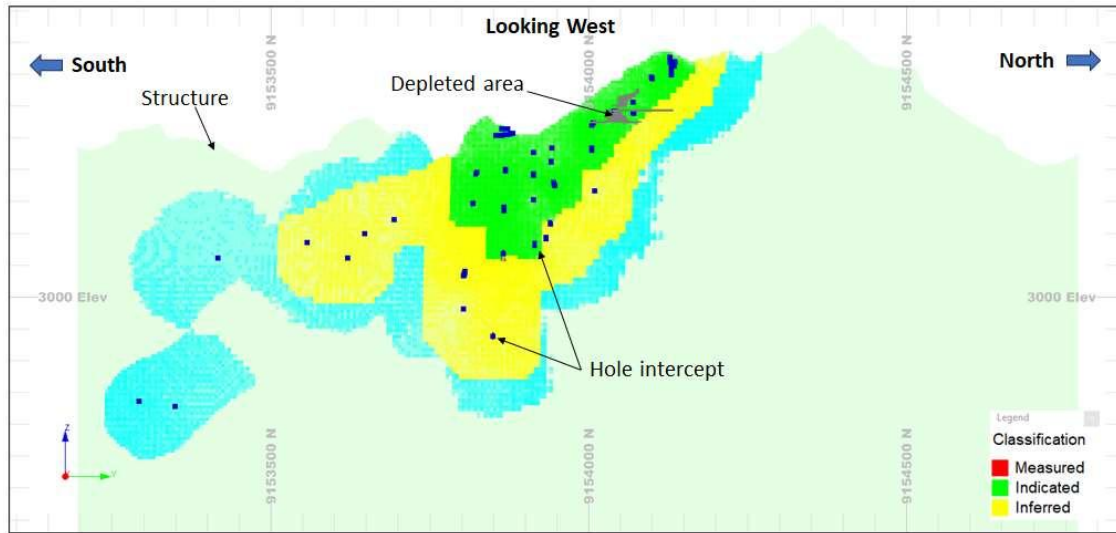 Looking West
South
North
9153500 N
9154000 N
9154500 N
Structure
Depleted area
3000 Elev
3000 Elev
Hole intercept
Z
Y
9153500 N
9154000 N
9154500 N
Legend
Classification
Measured
Indicated
Inferred